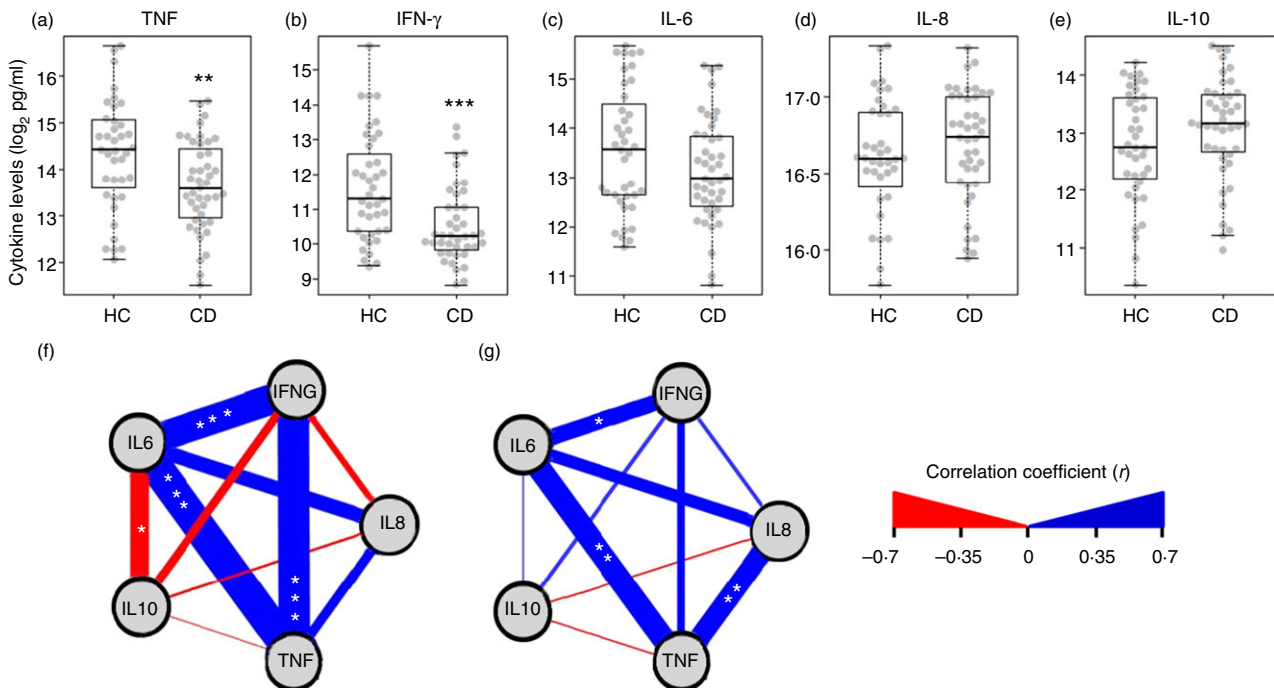 (a) TNF
(b) IFN-γ
(c) IL-6
(d) IL-8
(e) IL-10
Cytokine levels (log2 pg/ml)
16
15
14
13
12
**
HC CD
15
14
13
12
11
10
9
***
HC CD
15
14
13
12
11
HC CD
17·0
16·5
16·0
HC CD
14
13
12
11
HC CD
(f)
IFNG
IL6
IL8
IL10
TNF
***
***
*
***
(g)
IFNG
IL6
IL8
IL10
TNF
*
**
**
Correlation coefficient (r)
–0·7 –0·35 0 0·35 0·7